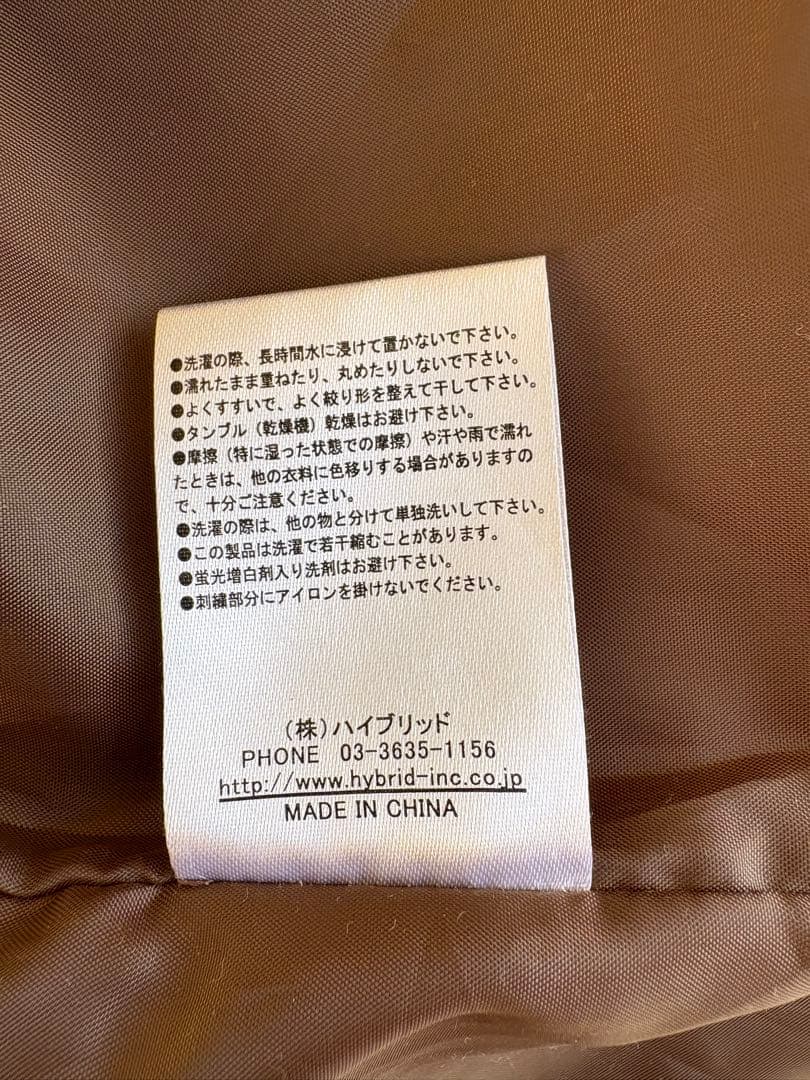 ●洗濯の際、長時間水に浸けて置かないで下さい。
●濡れたまま重ねたり、丸めたりしないで下さい。
●よくすすいで、よく絞り形を整えて干して下さい。
●タンブル（乾燥機）乾燥はお避け下さい。
●摩擦（特に湿った状態での摩擦）や汗や雨で濡れ
たときは、他の衣料に色移りする場合がありますの
で、十分ご注意ください。
●洗濯の際は、他の物と分けて単独洗いして下さい。
●この製品は洗濯で若干縮むことがあります。
●蛍光増白剤入り洗剤はお避け下さい。
●刺繍部分にアイロンを掛けないでください。
（株）ハイブリッド
PHONE 03-3635-1156
http://www.hybrid-inc.co.jp
MADE IN CHINA